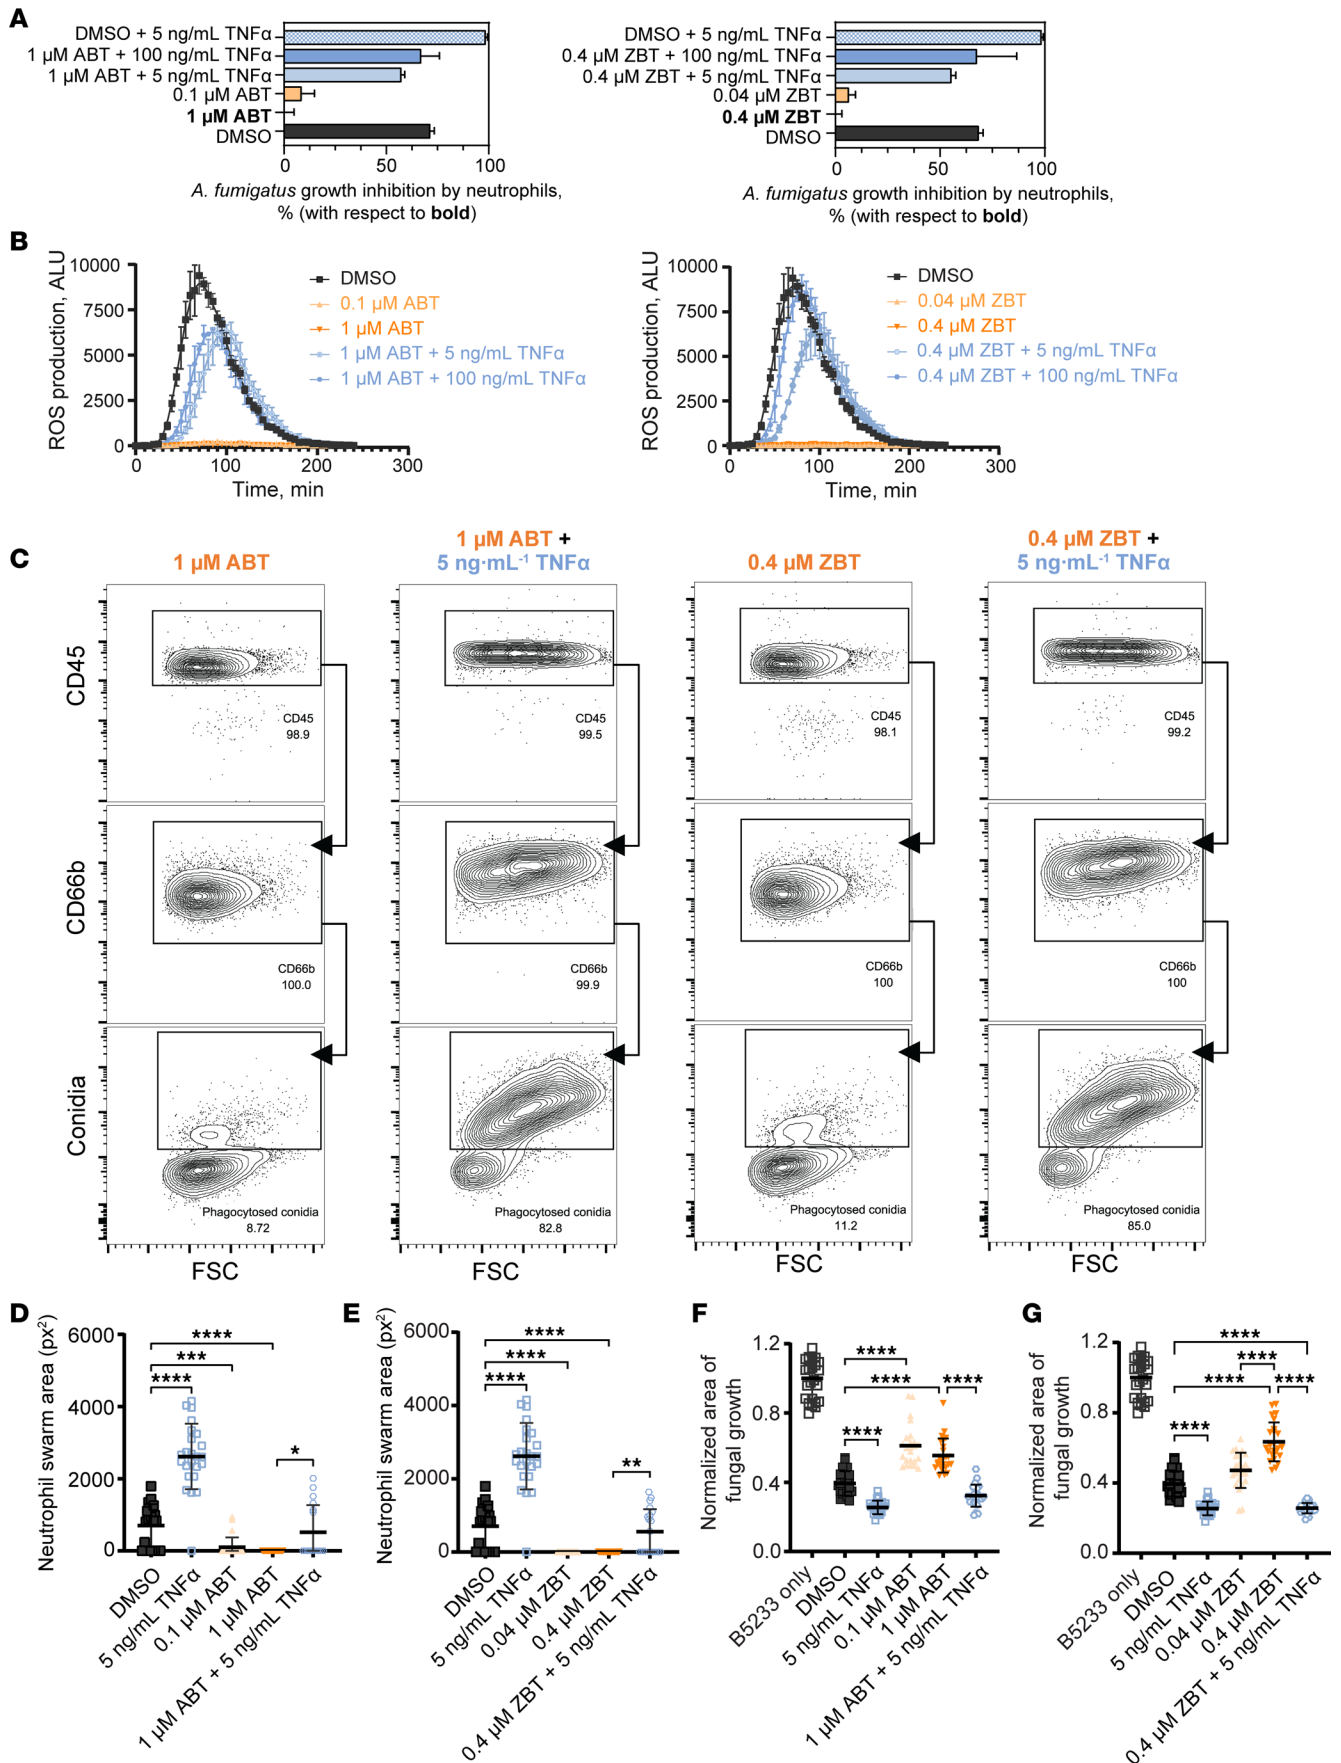 A
DMSO + 5 ng/mL TNFα
1 µM ABT + 100 ng/mL TNFα
1 µM ABT + 5 ng/mL TNFα
0.1 µM ABT
1 µM ABT
DMSO
0 50 100
A. fumigatus growth inhibition by neutrophils,
% (with respect to bold)
DMSO + 5 ng/mL TNFα
0.4 µM ZBT + 100 ng/mL TNFα
0.4 µM ZBT + 5 ng/mL TNFα
0.04 µM ZBT
0.4 µM ZBT
DMSO
0 50 100
A. fumigatus growth inhibition by neutrophils,
% (with respect to bold)
B
ROS production, ALU
10000
7500
5000
2500
0
0 100 200 300
Time, min
DMSO
0.1 µM ABT
1 µM ABT
1 µM ABT + 5 ng/mL TNFα
1 µM ABT + 100 ng/mL TNFα
ROS production, ALU
10000
7500
5000
2500
0
0 100 200 300
Time, min
DMSO
0.04 µM ZBT
0.4 µM ZBT
0.4 µM ZBT + 5 ng/mL TNFα
0.4 µM ZBT + 100 ng/mL TNFα
C
1 µM ABT
1 µM ABT +
5 ng·mL⁻¹ TNFα
0.4 µM ZBT
0.4 µM ZBT +
5 ng·mL⁻¹ TNFα
CD45
CD45
98.9
CD45
99.5
CD45
98.1
CD45
99.2
CD66b
CD66b
100.0
CD66b
99.9
CD66b
100
CD66b
100
Conidia
Phagocytosed conidia
8.72
Phagocytosed conidia
82.8
Phagocytosed conidia
11.2
Phagocytosed conidia
85.0
FSC
FSC
FSC
FSC
D
Neutrophil swarm area (px²)
6000
4000
2000
0
****
***
****
*
DMSO
5 ng/mL TNFα
0.1 µM ABT
1 µM ABT
1 µM ABT + 5 ng/mL TNFα
E
Neutrophil swarm area (px²)
6000
4000
2000
0
****
****
****
**
DMSO
5 ng/mL TNFα
0.04 µM ZBT
0.4 µM ZBT
0.4 µM ZBT + 5 ng/mL TNFα
F
Normalized area of
fungal growth
1.2
0.8
0.4
0.0
****
**** ****
****
B5233 only
DMSO
5 ng/mL TNFα
0.1 µM ABT
1 µM ABT
1 µM ABT + 5 ng/mL TNFα
G
Normalized area of
fungal growth
1.2
0.8
0.4
0.0
****
****
**** ****
****
B5233 only
DMSO
5 ng/mL TNFα
0.04 µM ZBT
0.4 µM ZBT
0.4 µM ZBT + 5 ng/mL TNFα